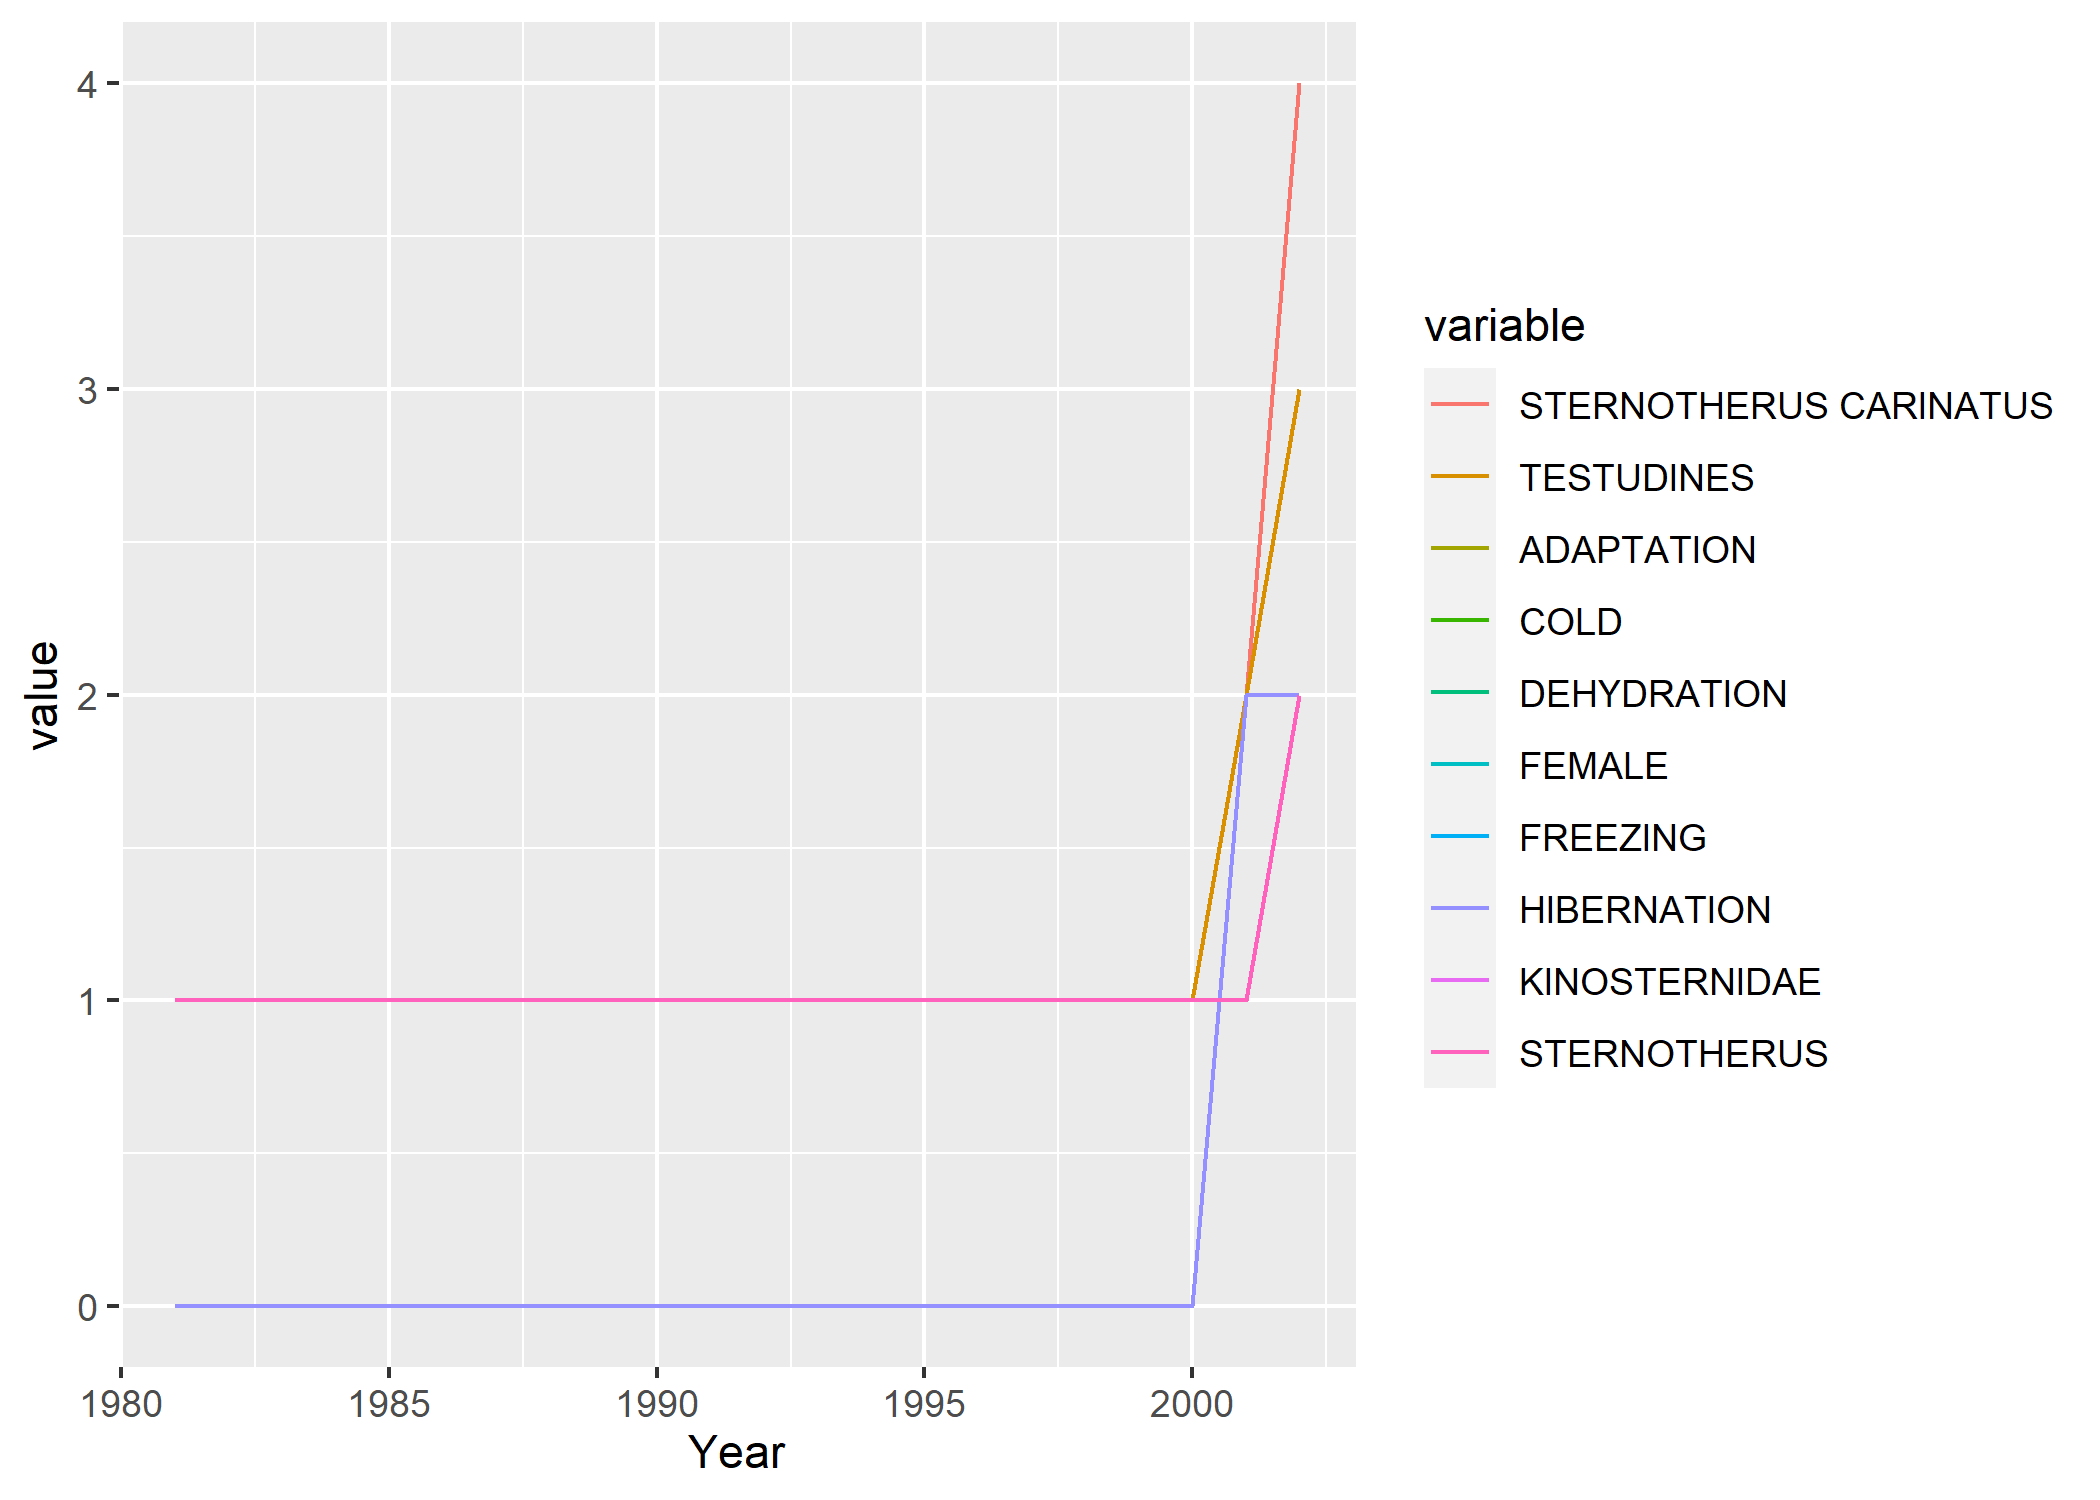 4
3
2
1
0
value
1980 1985 1990 1995 2000
Year
variable
STERNOTHERUS CARINATUS
TESTUDINES
ADAPTATION
COLD
DEHYDRATION
FEMALE
FREEZING
HIBERNATION
KINOSTERNIDAE
STERNOTHERUS